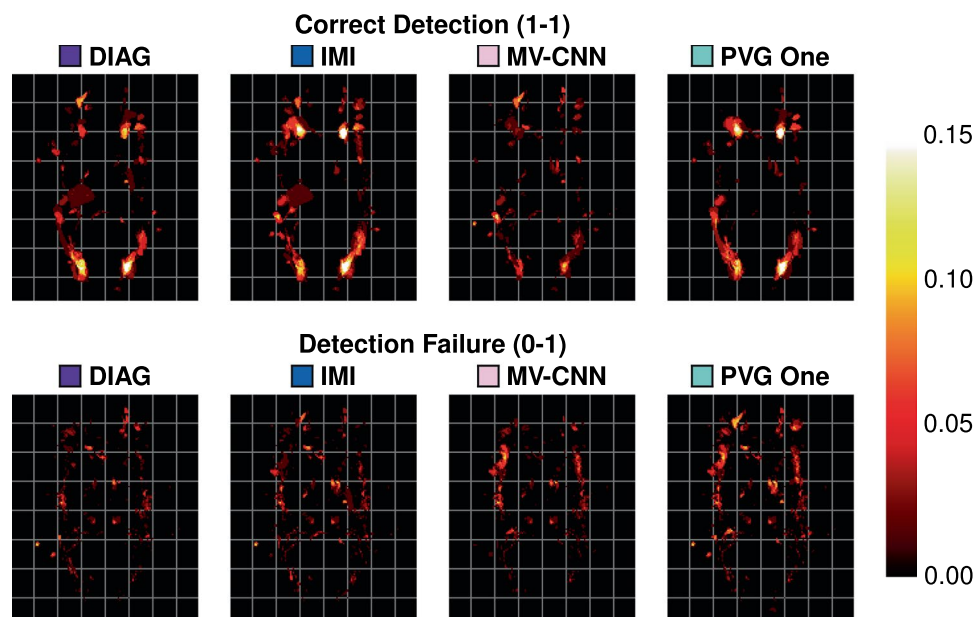 Correct Detection (1-1)
DIAG
IMI
MV-CNN
PVG One
Detection Failure (0-1)
DIAG
IMI
MV-CNN
PVG One
0.15
0.10
0.05
0.00